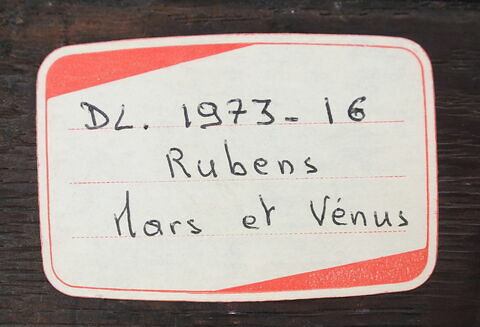 DL. 1973-16
Rubens
Mars et Vénus